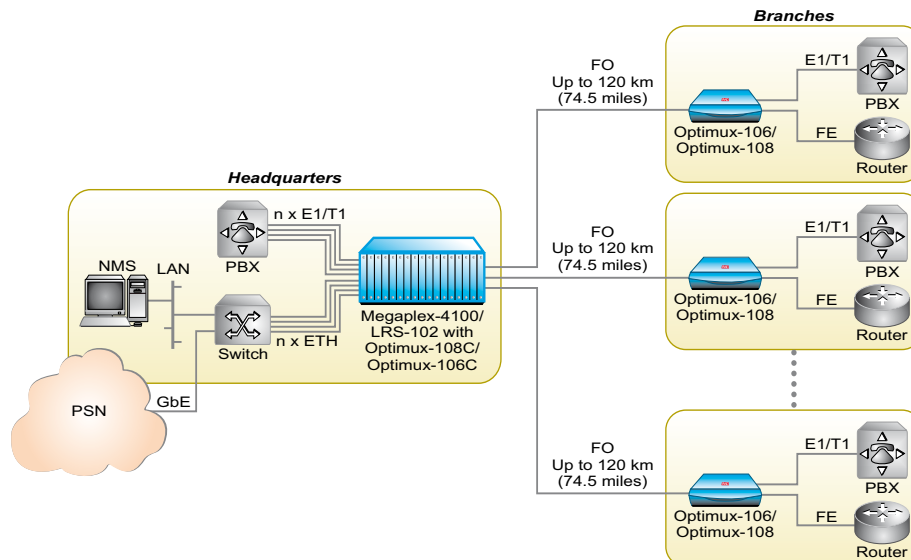 Branches
FO
Up to 120 km
(74.5 miles)
E1/T1
PBX
Optimux-106/
Optimux-108
FE
Router
Headquarters
n x E1/T1
PBX
NMS
LAN
Switch
n x ETH
Megaplex-4100/
LRS-102 with
Optimux-108C/
Optimux-106C
PSN
GbE
FO
Up to 120 km
(74.5 miles)
E1/T1
PBX
Optimux-106/
Optimux-108
FE
Router
FO
Up to 120 km
(74.5 miles)
E1/T1
PBX
Optimux-106/
Optimux-108
FE
Router